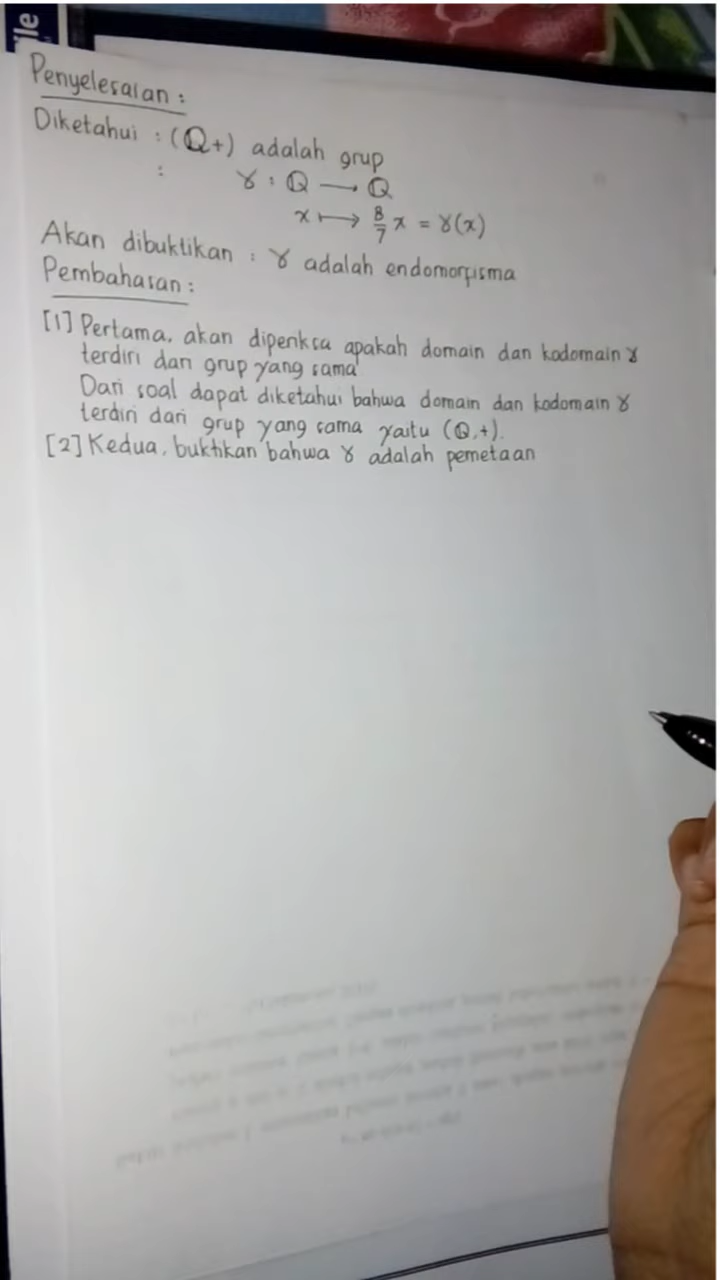 ile
Penyelesaian :
Diketahui : (Q+) adalah grup
: γ : Q → Q
x ↦ 8/7 x = γ(x)
Akan dibuktikan : γ adalah endomorfisma
Pembahasan :
[1] Pertama, akan diperiksa apakah domain dan kodomain γ
terdiri dari grup yang sama
Dari soal dapat diketahui bahwa domain dan kodomain γ
terdiri dari grup yang sama yaitu (Q,+).
[2] Kedua, buktikan bahwa γ adalah pemetaan